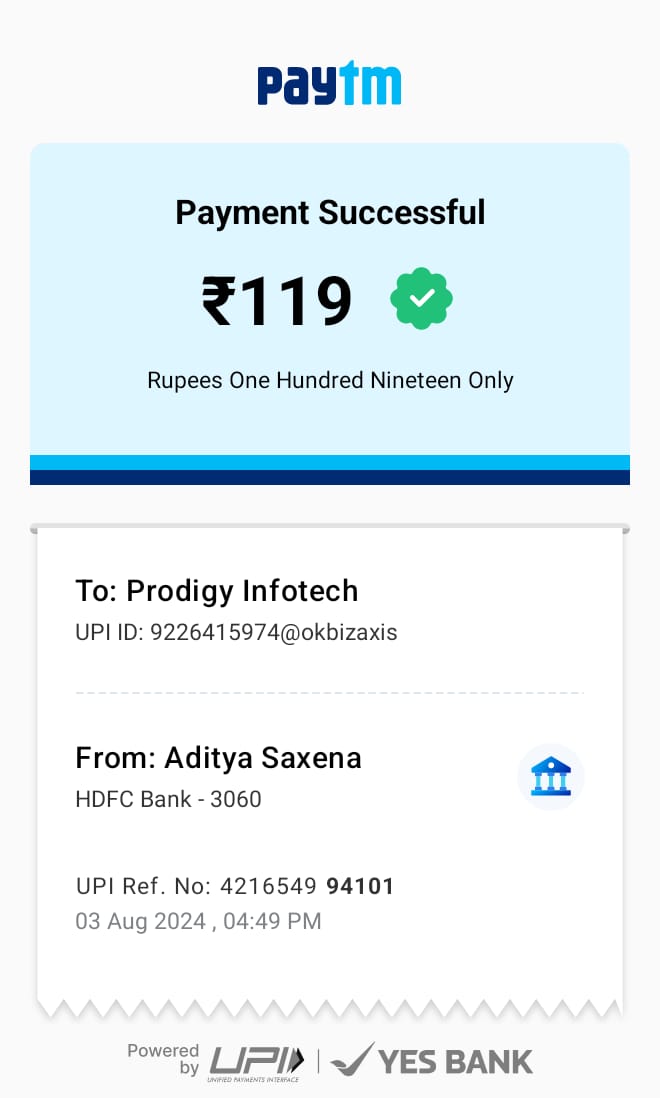 paytm
Payment Successful
₹119
Rupees One Hundred Nineteen Only
To: Prodigy Infotech
UPI ID: 9226415974@okbizaxis
From: Aditya Saxena
HDFC Bank - 3060
UPI Ref. No: 4216549 94101
03 Aug 2024 , 04:49 PM
Powered by UPI | YES BANK
UNIFIED PAYMENTS INTERFACE